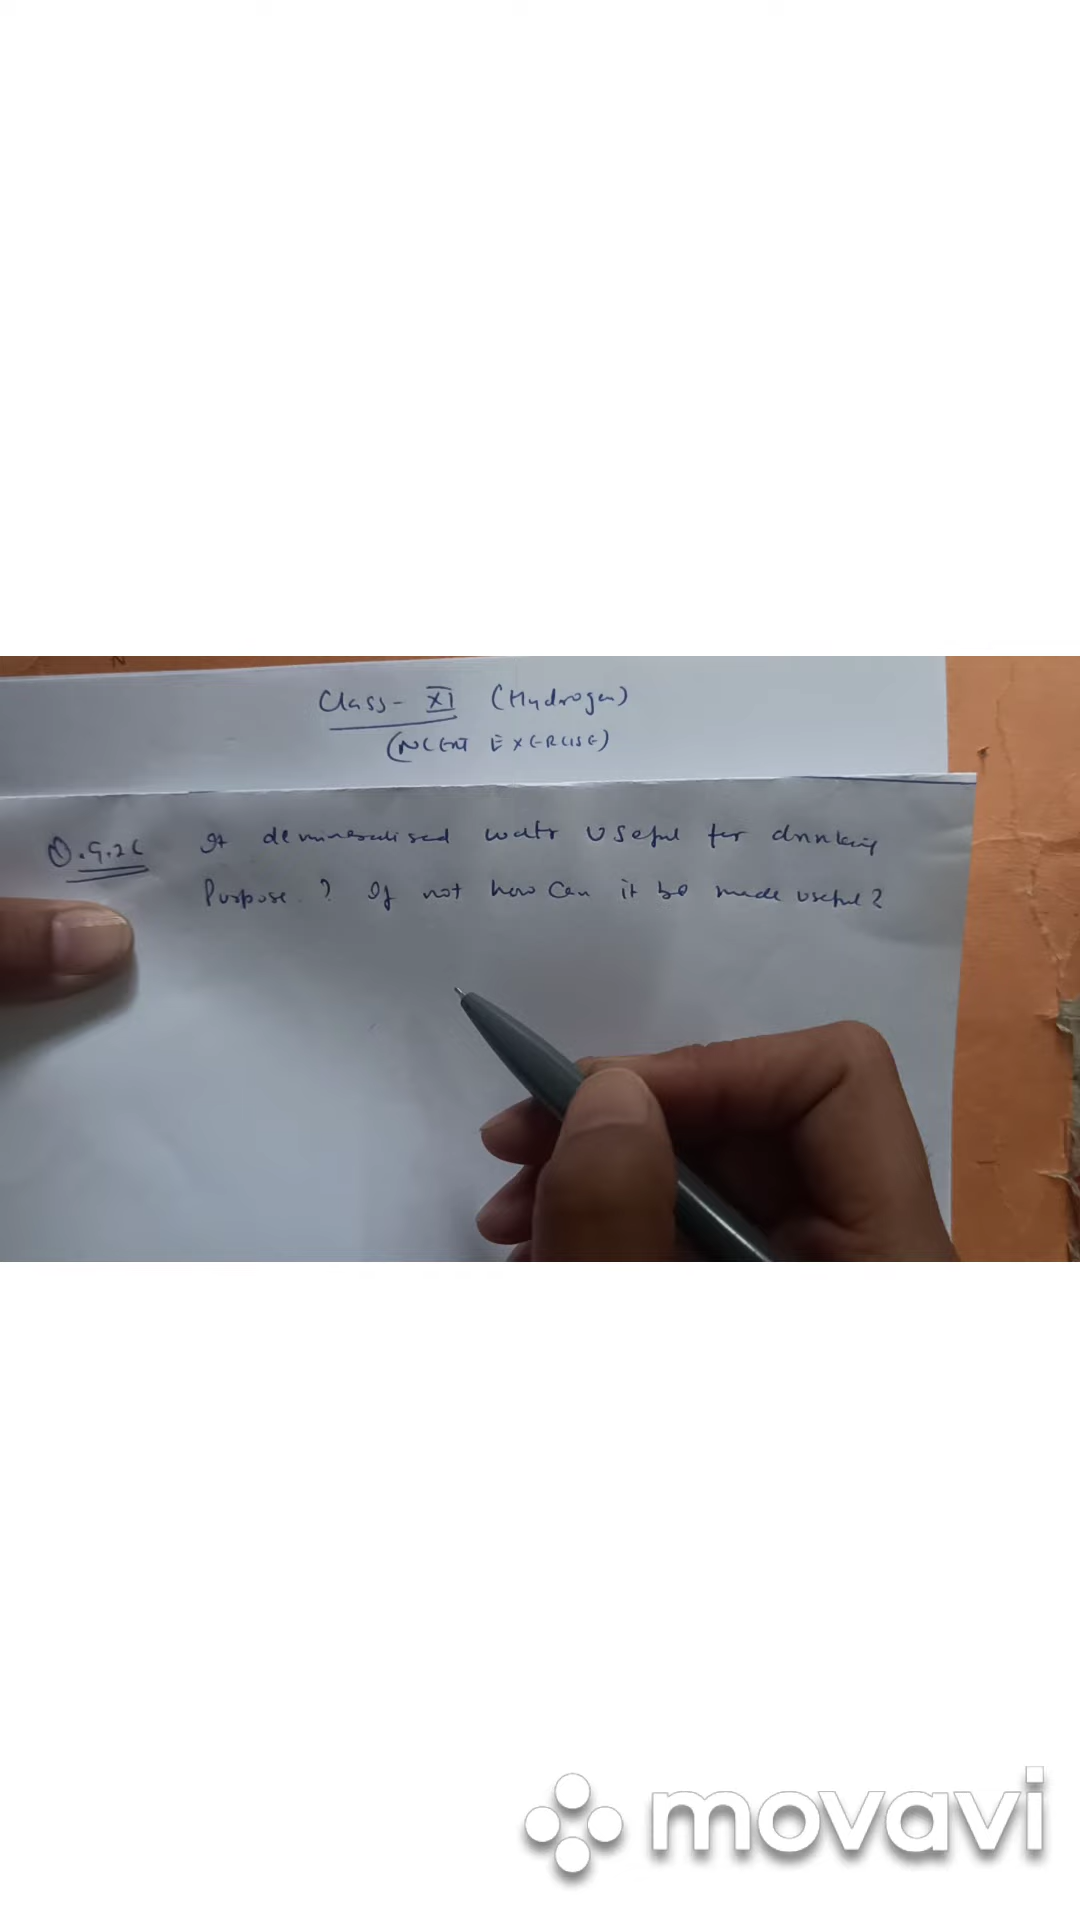 Class- XI (Hydrogen)
(NCERT EXERCISE)
Q.9.26 Is demineralised water useful for drinking
Purpose ? If not how can it be made useful?
movavi